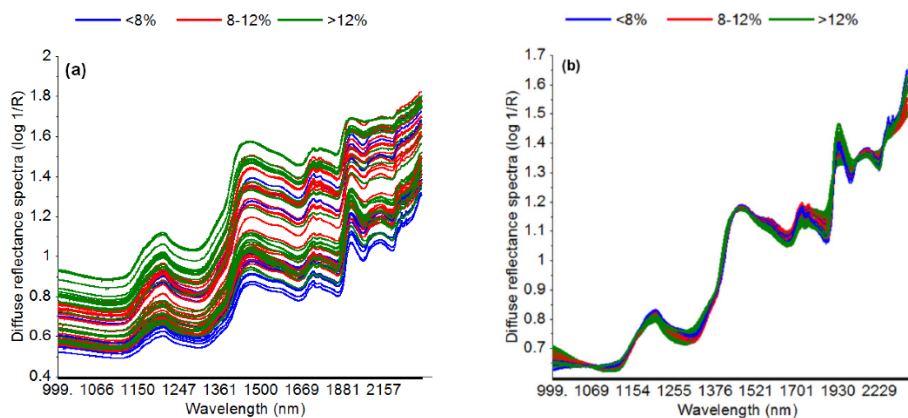 <8% 8-12% >12%
(a)
Diffuse reflectance spectra (log 1/R)
2
1.8
1.6
1.4
1.2
1
0.8
0.6
0.4
999. 1066 1150 1247 1361 1500 1669 1881 2157
Wavelength (nm)
<8% 8-12% >12%
(b)
Diffuse reflectance spectra (log 1/R)
1.7
1.6
1.5
1.4
1.3
1.2
1.1
1.0
0.9
0.8
0.7
999. 1069 1154 1255 1376 1521 1701 1930 2229
Wavelength (nm)